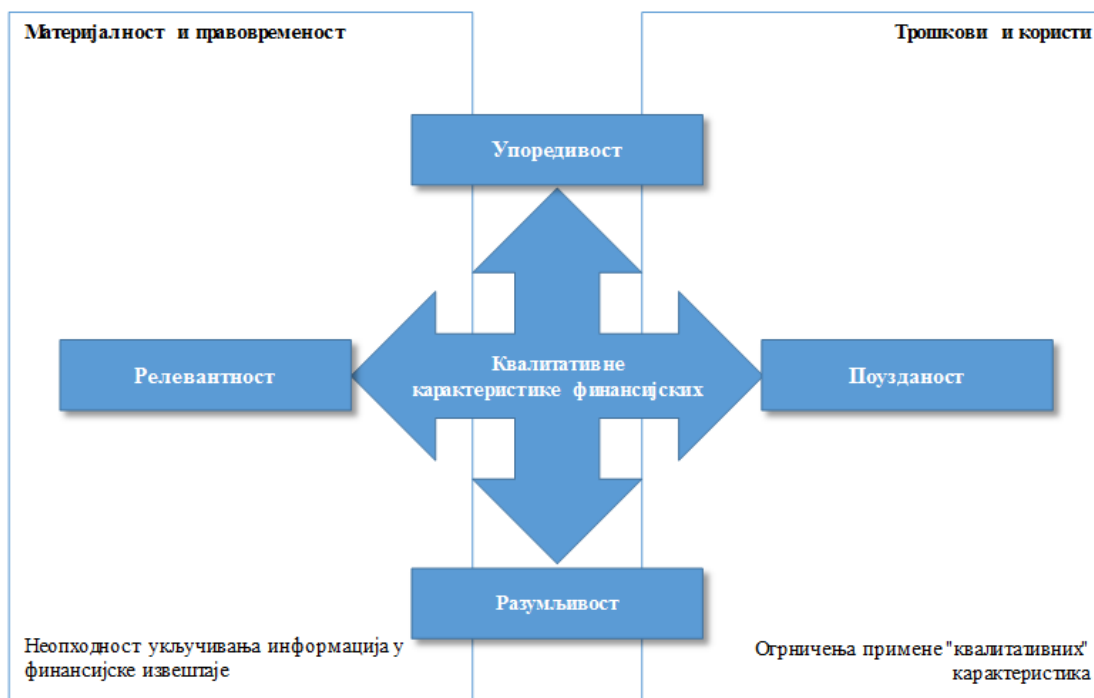 Материјалност и правовременост
Трошкови и користи
Упоредивост
Релевантност
Квалитативне
карактеристике финансијских
Поузданост
Разумљивост
Неопходност укључивања информација у
финансијске извештаје
Огрничења примене "квалитативних"
карактеристика